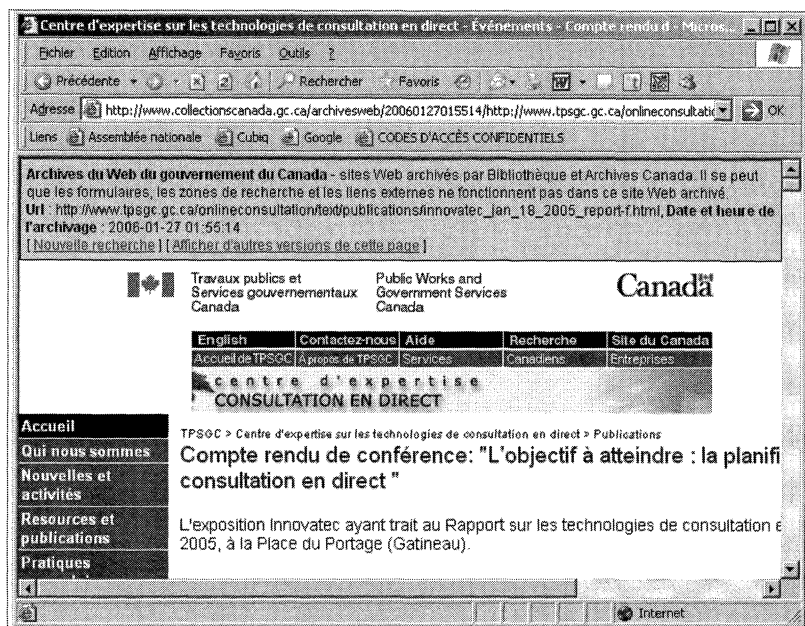 Centre d'expertise sur les technologies de consultation en direct - Événements - Compte rendu d - Micros...
Fichier Edition Affichage Favoris Outils ?
Précédente Rechercher Favoris
Adresse http://www.collectionscanada.gc.ca/archivesweb/20060127015514/http://www.tpsgc.gc.ca/onlineconsultatic OK
Liens Assemblée nationale Cubiq Google CODES D'ACCÈS CONFIDENTIELS
Archives du Web du gouvernement du Canada - sites Web archivés par Bibliothèque et Archives Canada. Il se peut
que les formulaires, les zones de recherche et les liens externes ne fonctionnent pas dans ce site Web archivé.
Url : http://www.tpsgc.gc.ca/onlineconsultation/text/publications/innovatec_jan_18_2005_report-f.html, Date et heure de
l'archivage : 2006-01-27 01:55:14
[ Nouvelle recherche ] [ Afficher d'autres versions de cette page ]
Travaux publics et Services gouvernementaux Canada
Public Works and Government Services Canada
Canada
English Contactez-nous Aide Recherche Site du Canada
Accueil de TPSGC À propos de TPSGC Services Canadiens Entreprises
centre d'expertise
CONSULTATION EN DIRECT
Accueil
Qui nous sommes
Nouvelles et
activités
Resources et
publications
Pratiques
TPSGC > Centre d'expertise sur les technologies de consultation en direct > Publications
Compte rendu de conférence: "L'objectif à atteindre : la planifi
consultation en direct "
L'exposition Innovatec ayant trait au Rapport sur les technologies de consultation e
2005, à la Place du Portage (Gatineau).
Internet